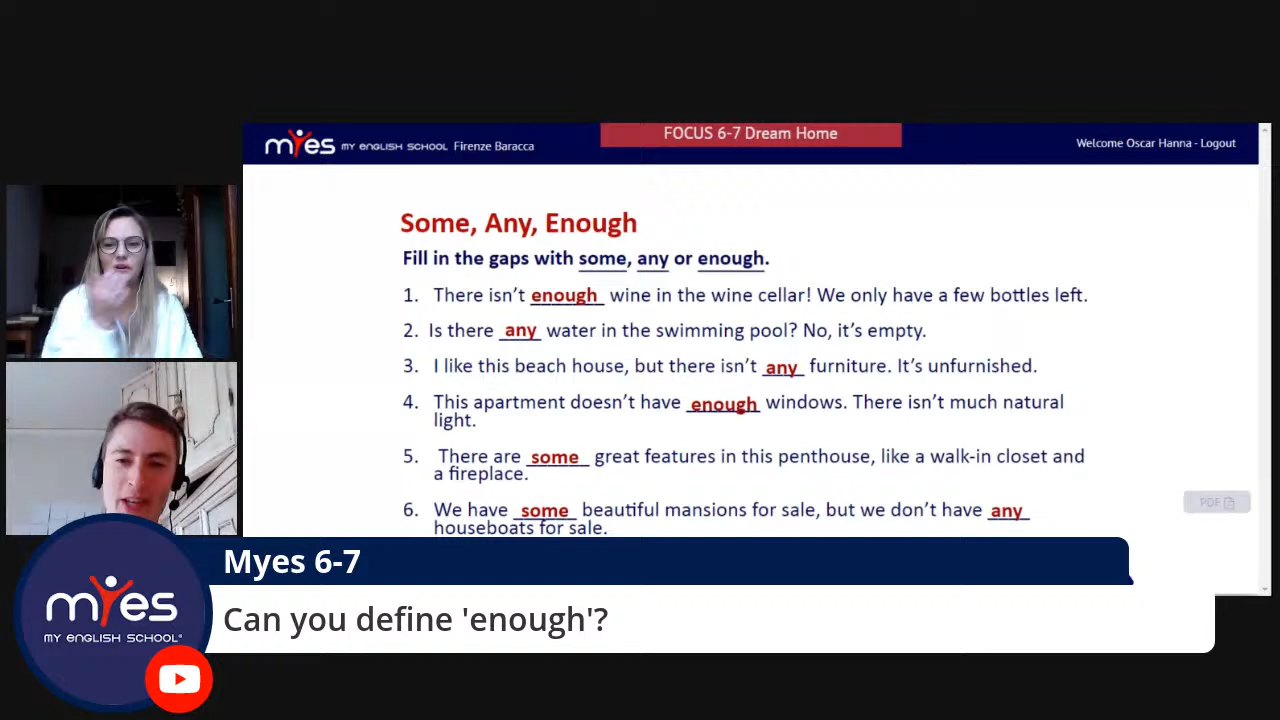 FOCUS 6-7 Dream Home
myes MY ENGLISH SCHOOL Firenze Baracca
Welcome Oscar Hanna - Logout
Some, Any, Enough
Fill in the gaps with some, any or enough.
1. There isn't enough wine in the wine cellar! We only have a few bottles left.
2. Is there any water in the swimming pool? No, it's empty.
3. I like this beach house, but there isn't any furniture. It's unfurnished.
4. This apartment doesn't have enough windows. There isn't much natural
light.
5. There are some great features in this penthouse, like a walk-in closet and
a fireplace.
6. We have some beautiful mansions for sale, but we don't have any
houseboats for sale.
PDF
Myes 6-7
Can you define 'enough'?
myes
MY ENGLISH SCHOOL